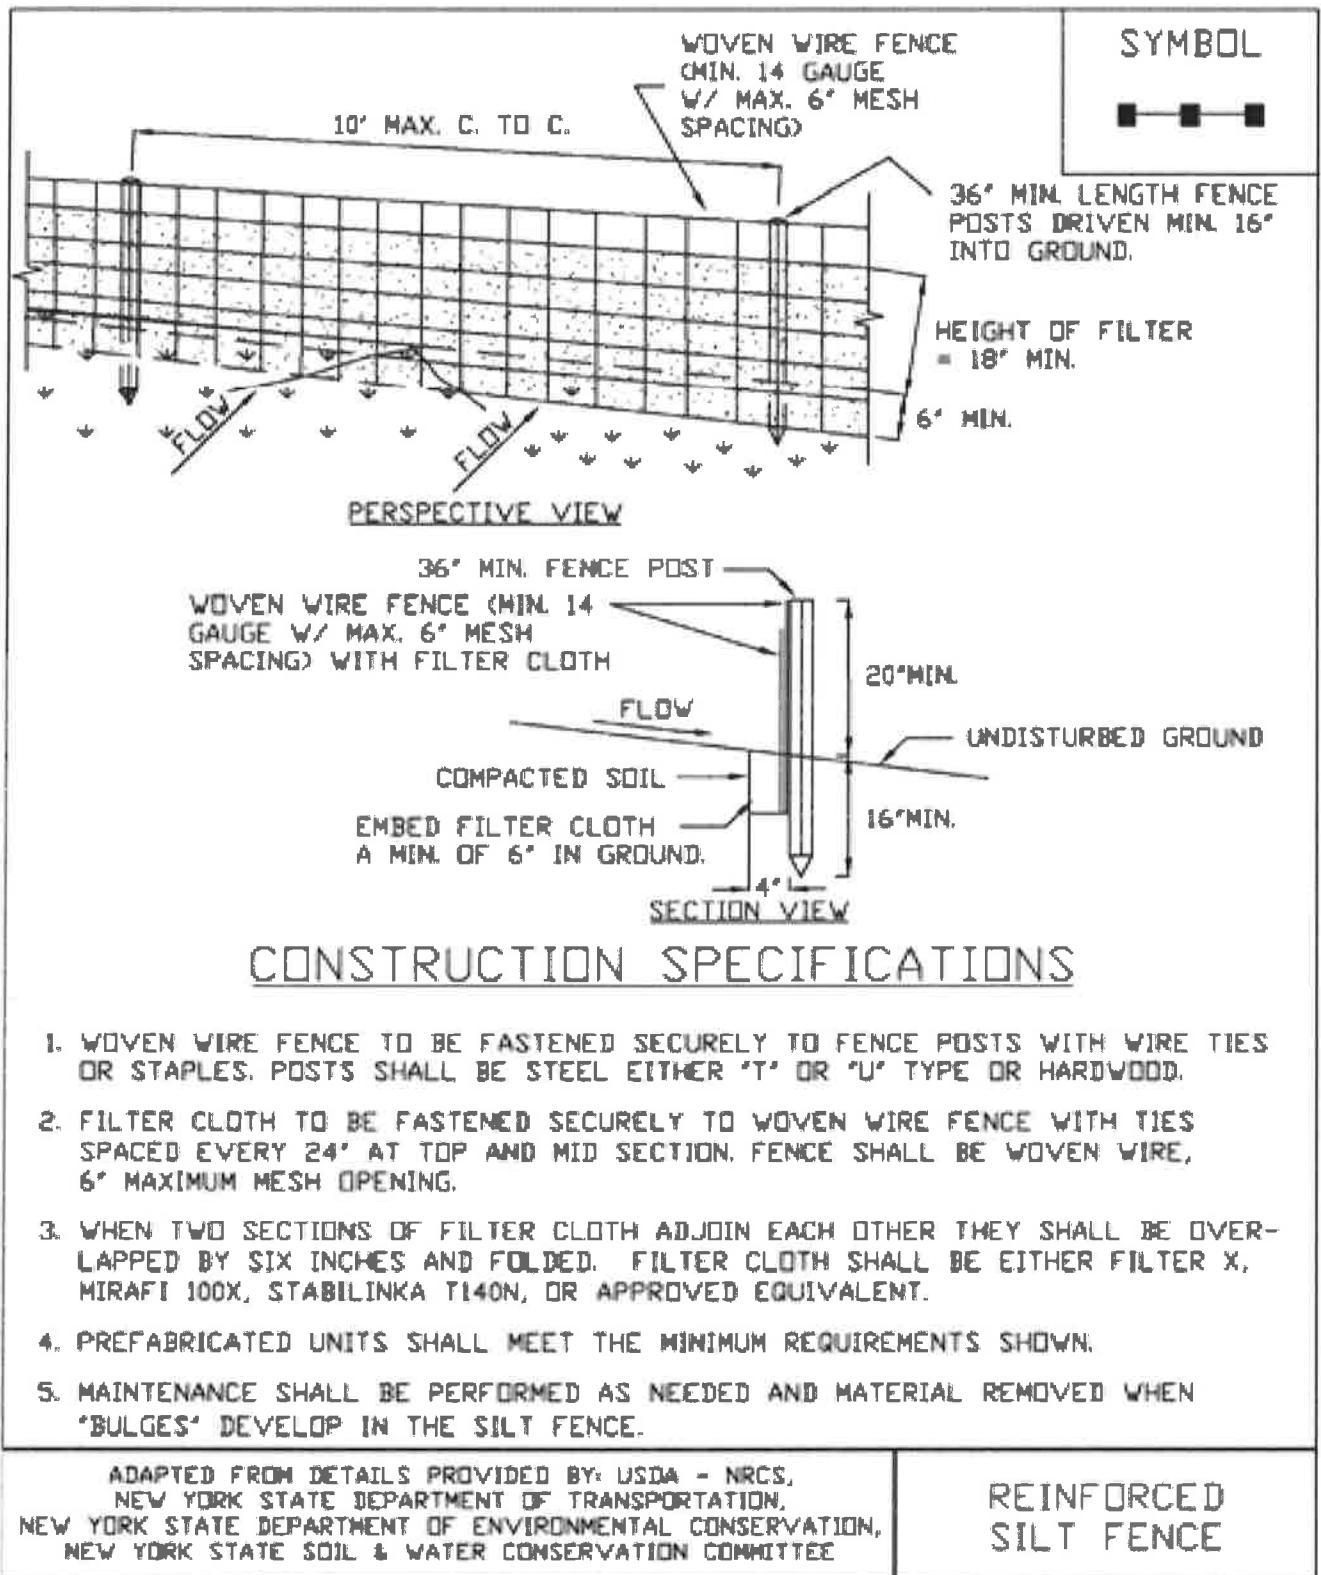 WOVEN WIRE FENCE
(MIN. 14 GAUGE
W/ MAX. 6" MESH
SPACING)
SYMBOL
10' MAX. C. TO C.
36" MIN. LENGTH FENCE
POSTS DRIVEN MIN. 16"
INTO GROUND.
HEIGHT OF FILTER
= 18" MIN.
6" MIN.
FLOW
FLOW
PERSPECTIVE VIEW
36" MIN. FENCE POST
WOVEN WIRE FENCE (MIN. 14
GAUGE W/ MAX. 6" MESH
SPACING) WITH FILTER CLOTH
20"MIN.
FLOW
UNDISTURBED GROUND
COMPACTED SOIL
EMBED FILTER CLOTH
A MIN. OF 6" IN GROUND.
16"MIN.
4"
SECTION VIEW
CONSTRUCTION SPECIFICATIONS
1. WOVEN WIRE FENCE TO BE FASTENED SECURELY TO FENCE POSTS WITH WIRE TIES
OR STAPLES. POSTS SHALL BE STEEL EITHER "T" OR "U" TYPE OR HARDWOOD.
2. FILTER CLOTH TO BE FASTENED SECURELY TO WOVEN WIRE FENCE WITH TIES
SPACED EVERY 24" AT TOP AND MID SECTION. FENCE SHALL BE WOVEN WIRE,
6" MAXIMUM MESH OPENING.
3. WHEN TWO SECTIONS OF FILTER CLOTH ADJOIN EACH OTHER THEY SHALL BE OVER-
LAPPED BY SIX INCHES AND FOLDED. FILTER CLOTH SHALL BE EITHER FILTER X,
MIRAFI 100X, STABILINKA T140N, OR APPROVED EQUIVALENT.
4. PREFABRICATED UNITS SHALL MEET THE MINIMUM REQUIREMENTS SHOWN.
5. MAINTENANCE SHALL BE PERFORMED AS NEEDED AND MATERIAL REMOVED WHEN
"BULGES" DEVELOP IN THE SILT FENCE.
ADAPTED FROM DETAILS PROVIDED BY: USDA - NRCS,
NEW YORK STATE DEPARTMENT OF TRANSPORTATION,
NEW YORK STATE DEPARTMENT OF ENVIRONMENTAL CONSERVATION,
NEW YORK STATE SOIL & WATER CONSERVATION COMMITTEE
REINFORCED
SILT FENCE